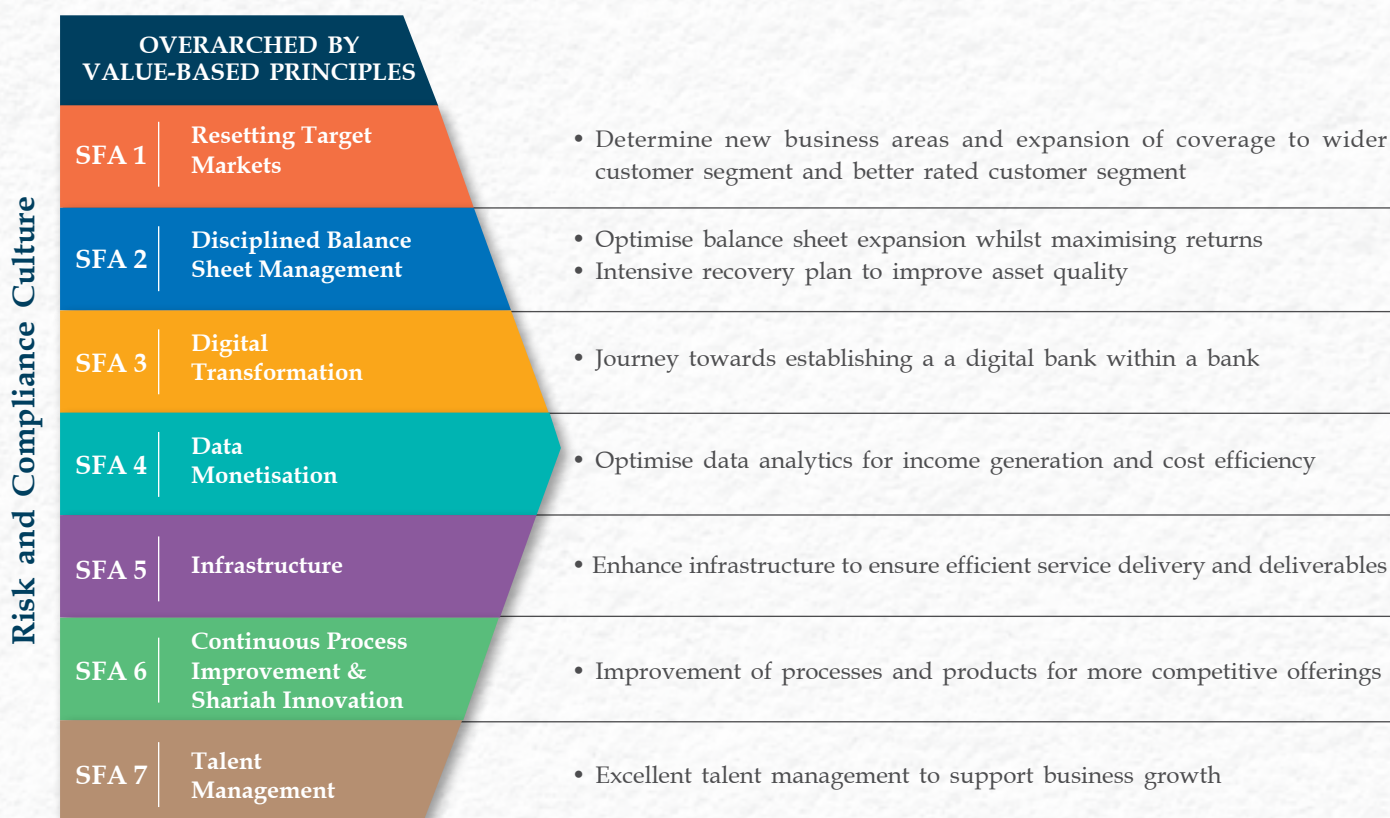 OVERARCHED BY
VALUE-BASED PRINCIPLES
Risk and Compliance Culture
SFA 1
Resetting Target
Markets
• Determine new business areas and expansion of coverage to wider
customer segment and better rated customer segment
SFA 2
Disciplined Balance
Sheet Management
• Optimise balance sheet expansion whilst maximising returns
• Intensive recovery plan to improve asset quality
SFA 3
Digital
Transformation
• Journey towards establishing a a digital bank within a bank
SFA 4
Data
Monetisation
• Optimise data analytics for income generation and cost efficiency
SFA 5
Infrastructure
• Enhance infrastructure to ensure efficient service delivery and deliverables
SFA 6
Continuous Process
Improvement &
Shariah Innovation
• Improvement of processes and products for more competitive offerings
SFA 7
Talent
Management
• Excellent talent management to support business growth